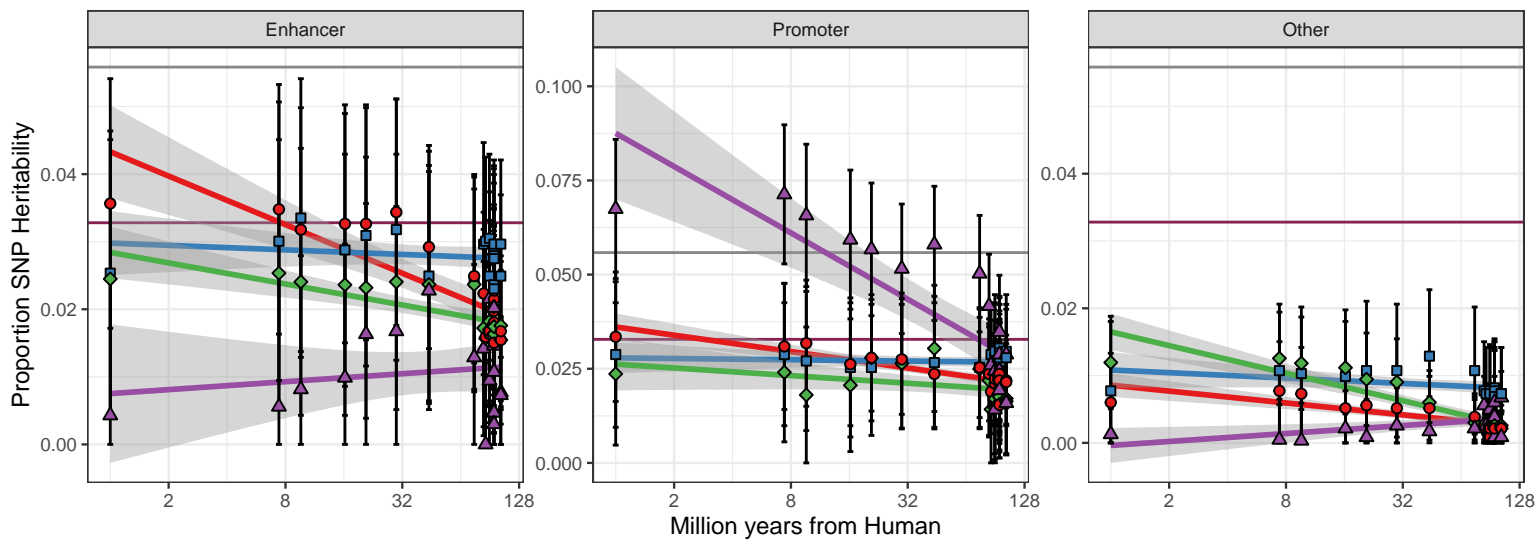 Enhancer
Promoter
Other
Proportion SNP Heritability
0.04
0.02
0.00
0.100
0.075
0.050
0.025
0.000
0.04
0.02
0.00
2 8 32 128
2 8 32 128
2 8 32 128
Million years from Human